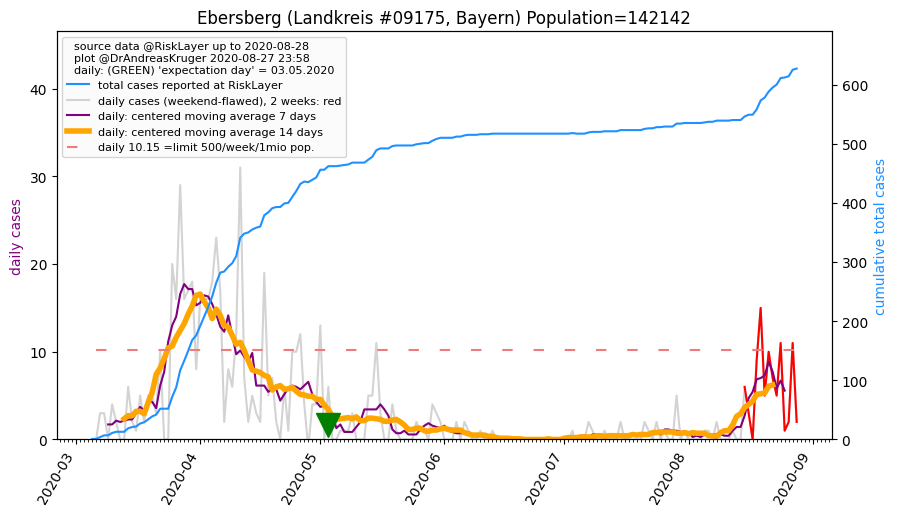 Ebersberg (Landkreis #09175, Bayern) Population=142142
source data @RiskLayer up to 2020-08-28
plot @DrAndreasKruger 2020-08-27 23:58
daily: (GREEN) 'expectation day' = 03.05.2020
total cases reported at RiskLayer
daily cases (weekend-flawed), 2 weeks: red
daily: centered moving average 7 days
daily: centered moving average 14 days
daily 10.15 =limit 500/week/1mio pop.
daily cases
40
30
20
10
0
cumulative total cases
600
500
400
300
200
100
0
2020-03
2020-04
2020-05
2020-06
2020-07
2020-08
2020-09